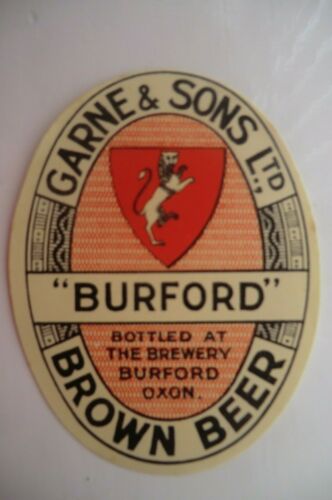 GARNE & SONS LTD.,
"BURFORD"
BOTTLED AT
THE BREWERY
BURFORD
OXON.
BROWN BEER